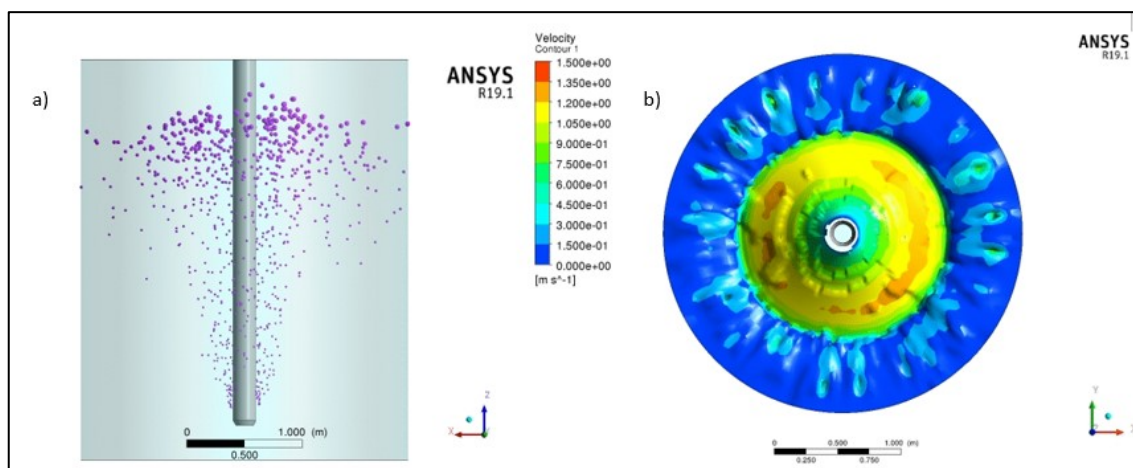 a)
ANSYS
R19.1
0
1.000 (m)
0.500
Z
X
Velocity
Contour 1
1.500e+00
1.350e+00
1.200e+00
1.050e+00
9.000e-01
7.500e-01
6.000e-01
4.500e-01
3.000e-01
1.500e-01
0.000e+00
[m s^-1]
b)
ANSYS
R19.1
0
0.500
1.000 (m)
0.250
0.750
Y